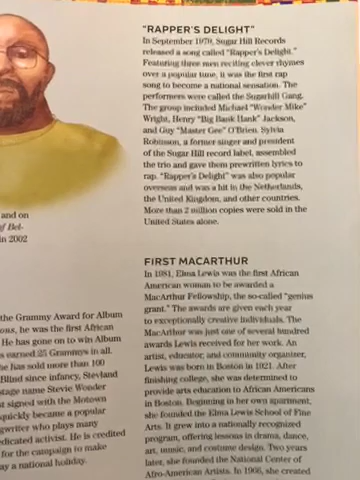 "RAPPER'S DELIGHT"
In September 1979, Sugar Hill Records
released a song called "Rapper's Delight."
Featuring three men reciting clever rhymes
over a popular tune, it was the first rap
song to become a national sensation. The
performers were called the Sugarhill Gang.
The group included Michael "Wonder Mike"
Wright, Henry "Big Bank Hank" Jackson,
and Guy "Master Gee" O'Brien. Sylvia
Robinson, a former singer and president
of the Sugar Hill record label, assembled
the trio and gave them prewritten lyrics to
rap. "Rapper's Delight" was also popular
overseas and was a hit in the Netherlands,
the United Kingdom, and other countries.
More than 2 million copies were sold in the
United States alone.
and on
of Bel-
in 2002
the Grammy Award for Album
he was the first African
He has gone on to win Album
earned 25 Grammys in all.
he has sold more than 100
Blind since infancy, Stevland
stage name Stevie Wonder
signed with the Motown
quickly became a popular
who plays many
dedicated activist. He is credited
for the campaign to make
a national holiday.
FIRST MACARTHUR
In 1981, Elma Lewis was the first African
American woman to be awarded a
MacArthur Fellowship, the so-called "genius
grant." The awards are given each year
to exceptionally creative individuals. The
MacArthur was just one of several hundred
awards Lewis received for her work. An
artist, educator, and community organizer,
Lewis was born in Boston in 1921. After
finishing college, she was determined to
provide arts education to African Americans
in Boston. Beginning in her own apartment,
she founded the Elma Lewis School of Fine
Arts. It grew into a nationally recognized
program, offering lessons in drama, dance,
art, music, and costume design. Two years
later, she founded the National Center of
Afro-American Artists. In 1966, she created